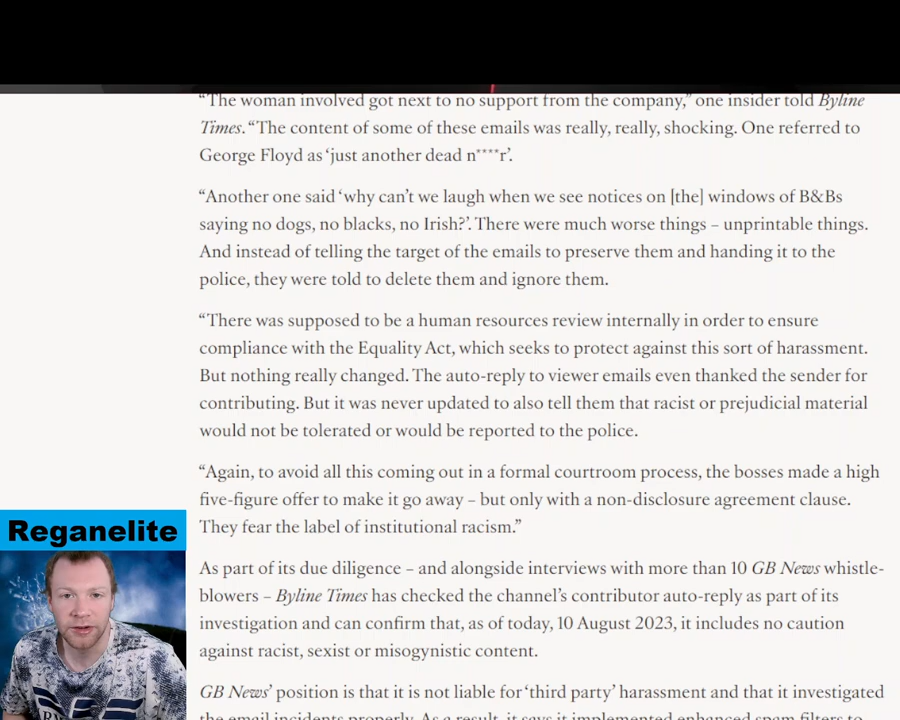 “The woman involved got next to no support from the company,” one insider told Byline
Times. “The content of some of these emails was really, really, shocking. One referred to
George Floyd as ‘just another dead n****r’.
“Another one said ‘why can’t we laugh when we see notices on [the] windows of B&Bs
saying no dogs, no blacks, no Irish?’. There were much worse things – unprintable things.
And instead of telling the target of the emails to preserve them and handing it to the
police, they were told to delete them and ignore them.
“There was supposed to be a human resources review internally in order to ensure
compliance with the Equality Act, which seeks to protect against this sort of harassment.
But nothing really changed. The auto-reply to viewer emails even thanked the sender for
contributing. But it was never updated to also tell them that racist or prejudicial material
would not be tolerated or would be reported to the police.
“Again, to avoid all this coming out in a formal courtroom process, the bosses made a high
five-figure offer to make it go away – but only with a non-disclosure agreement clause.
They fear the label of institutional racism.”
As part of its due diligence – and alongside interviews with more than 10 GB News whistle-
blowers – Byline Times has checked the channel’s contributor auto-reply as part of its
investigation and can confirm that, as of today, 10 August 2023, it includes no caution
against racist, sexist or misogynistic content.
GB News’ position is that it is not liable for ‘third party’ harassment and that it investigated
the email incidents properly. As a result, it says it implemented enhanced spam filters to
Reganelite